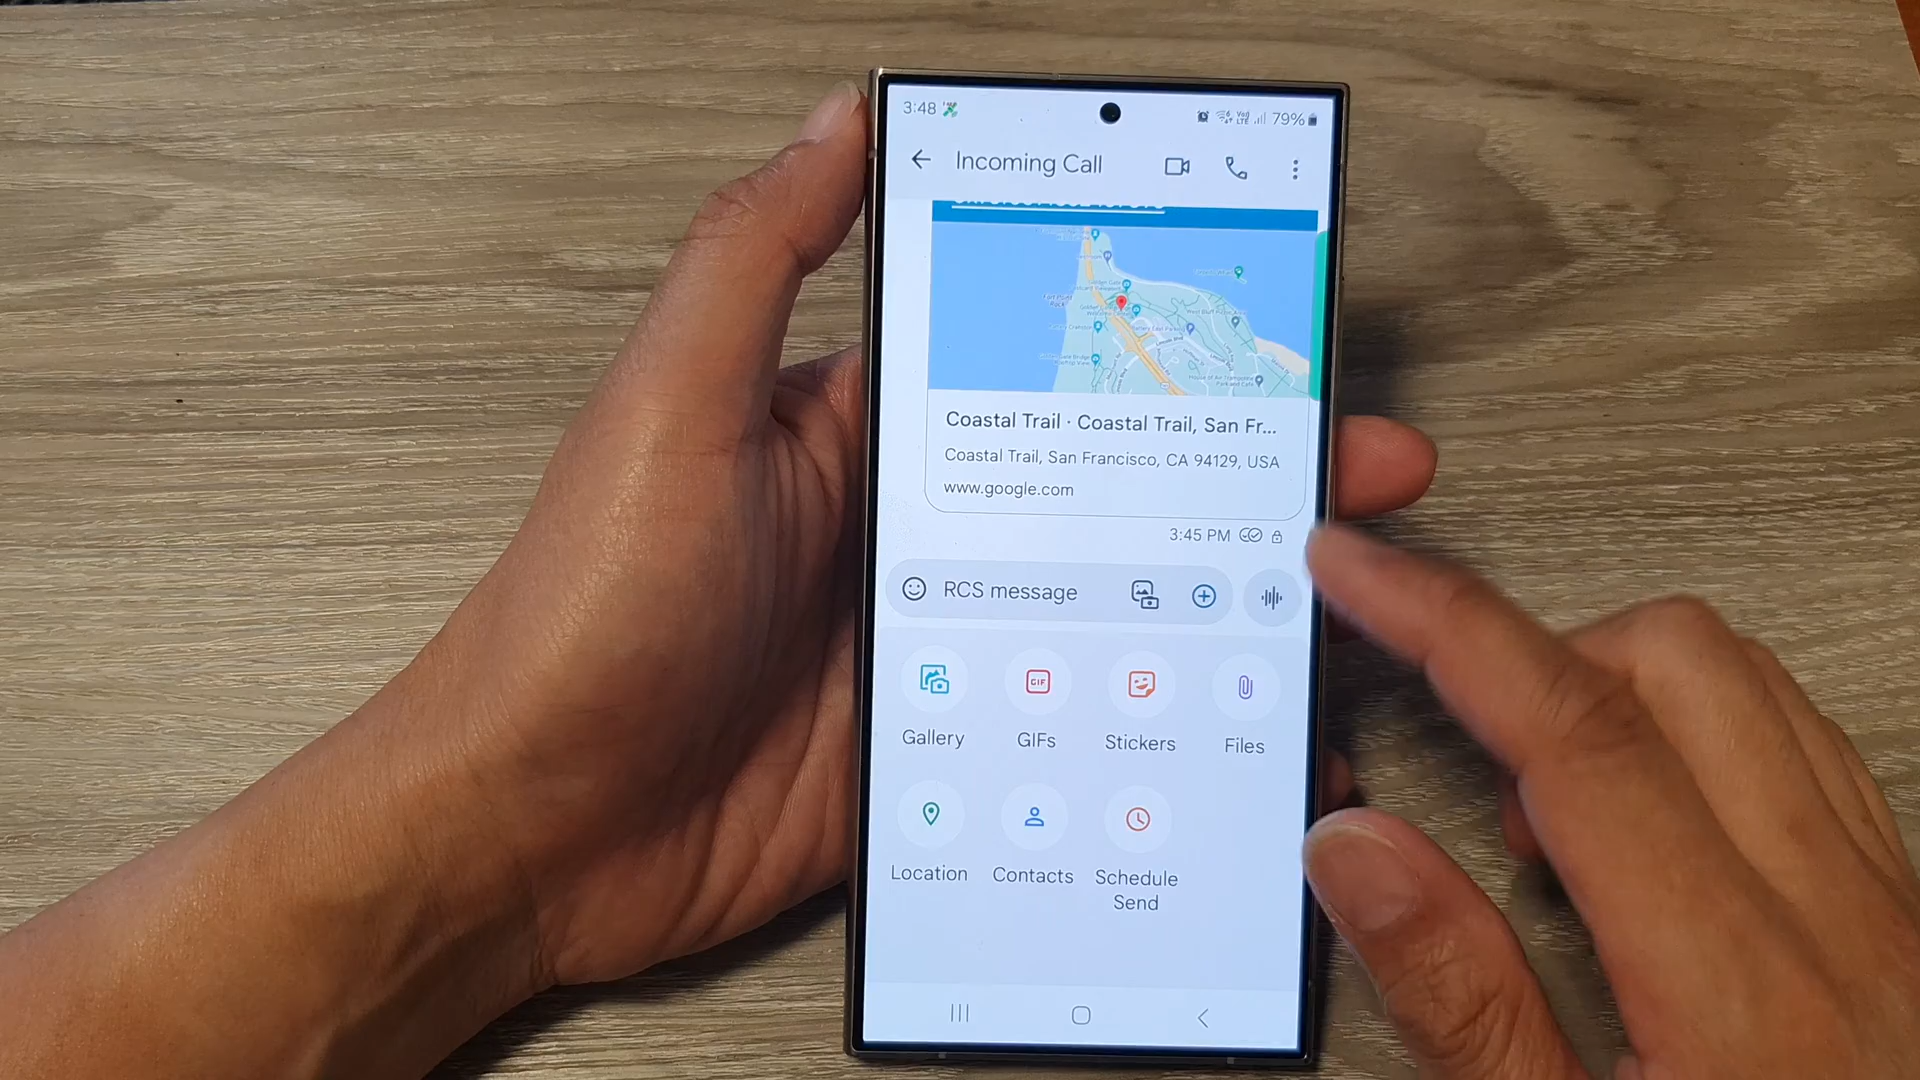 3:48
79%
Incoming Call
Coastal Trail · Coastal Trail, San Fr...
Coastal Trail, San Francisco, CA 94129, USA
www.google.com
3:45 PM
RCS message
GIF
Gallery
GIFs
Stickers
Files
Location
Contacts
Schedule
Send